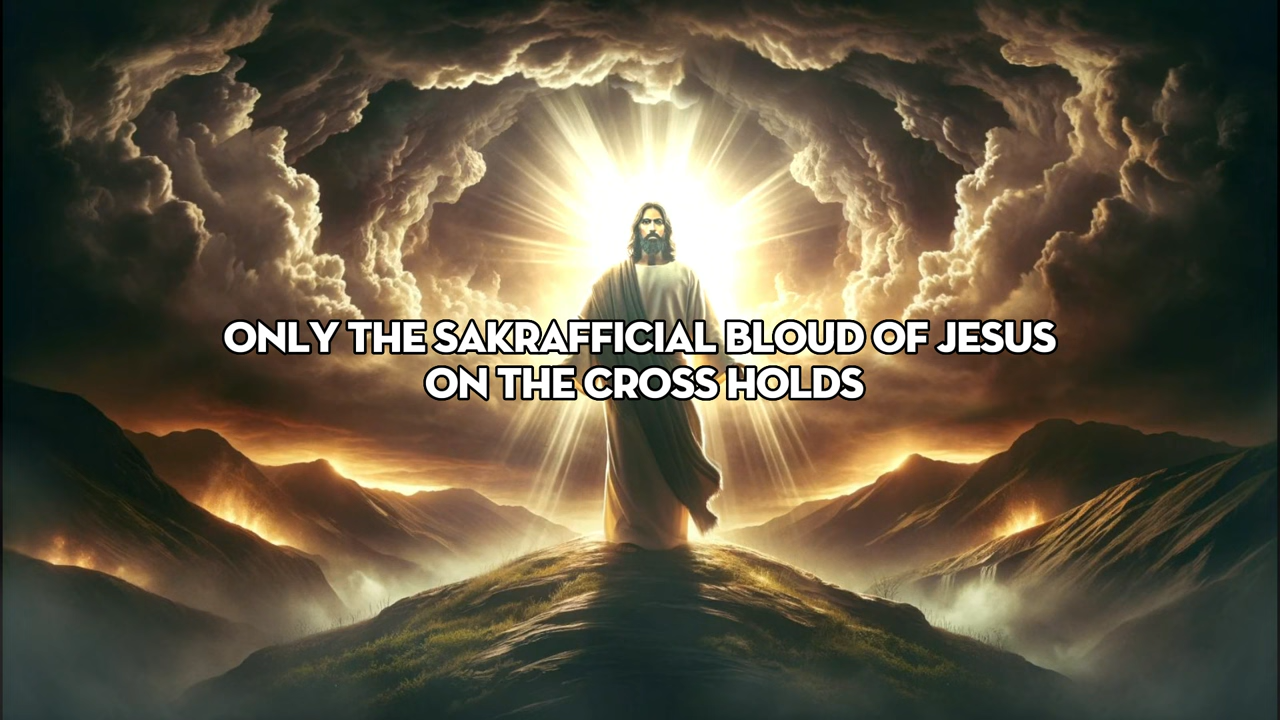 ONLY THE SAKRAFFICIAL BLOUD OF JESUS
ON THE CROSS HOLDS